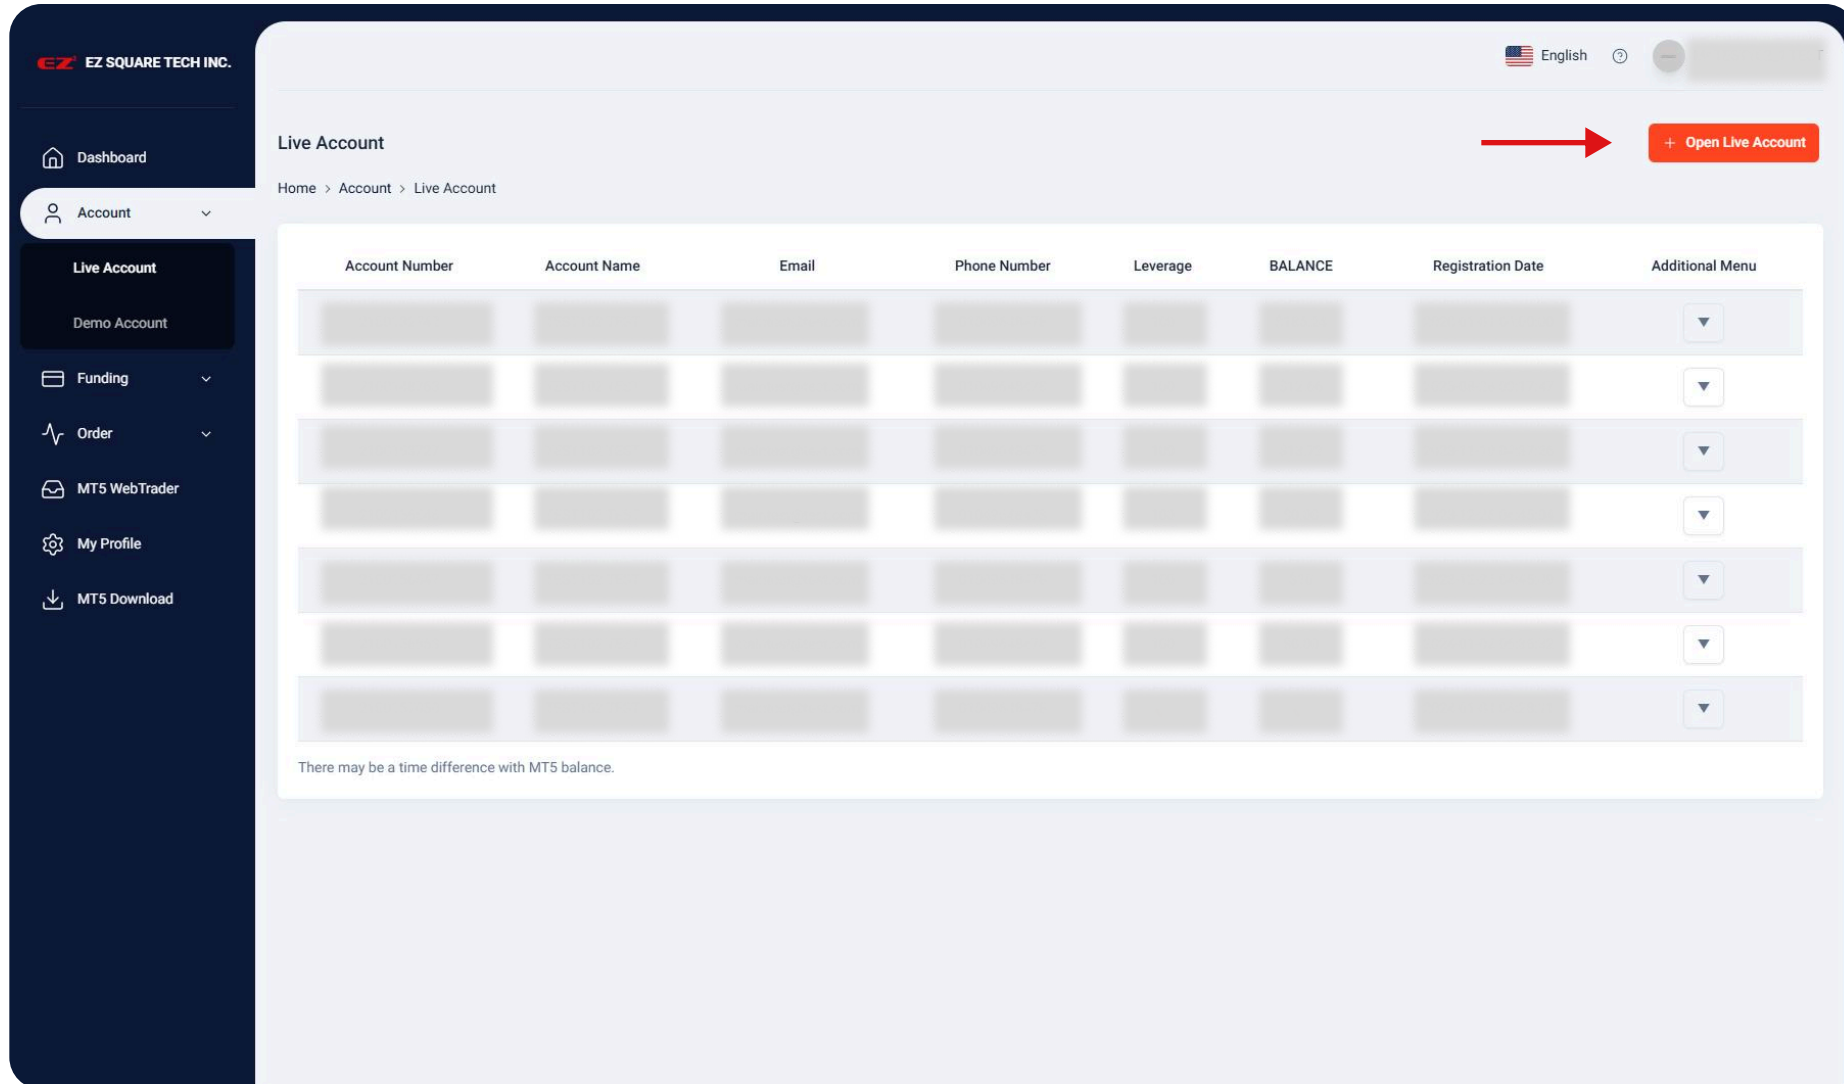 EZ EZ SQUARE TECH INC.
English
Dashboard
Account
Live Account
Demo Account
Funding
Order
MT5 WebTrader
My Profile
MT5 Download
Live Account
+ Open Live Account
Home > Account > Live Account
Account Number Account Name Email Phone Number Leverage BALANCE Registration Date Additional Menu
There may be a time difference with MT5 balance.